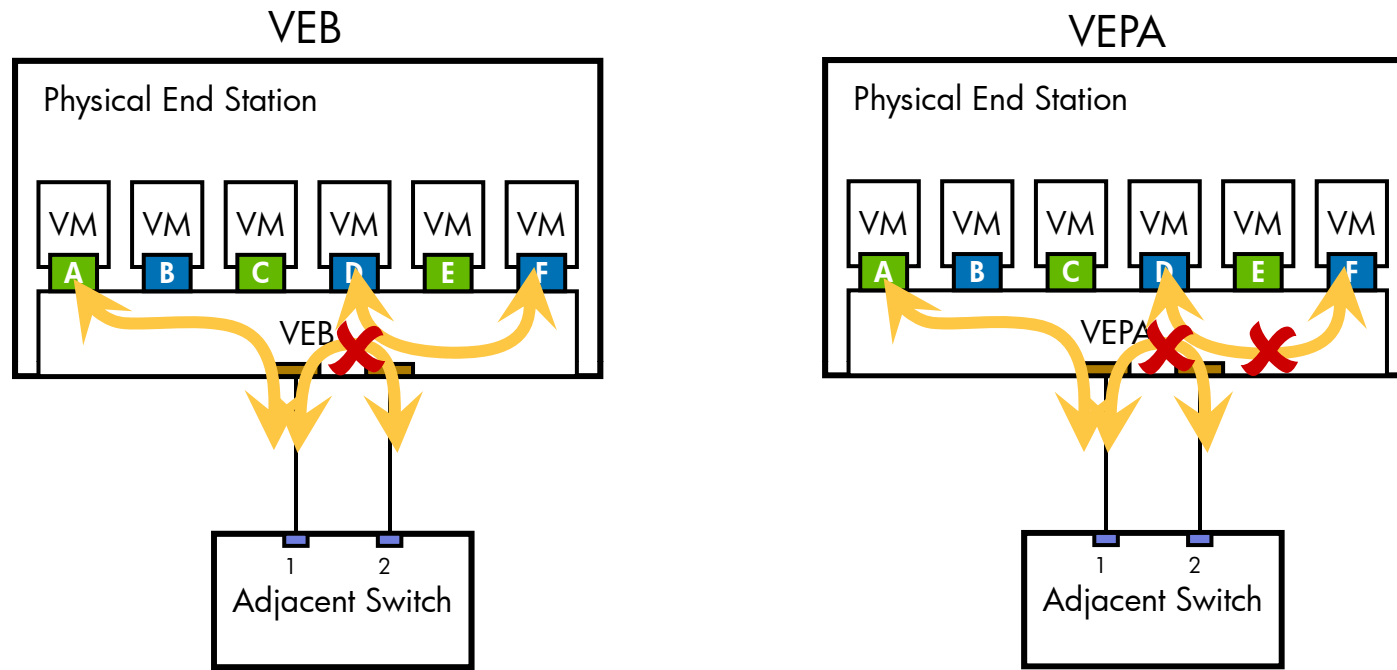 VEB
Physical End Station
VM VM VM VM VM VM
A B C D E F
VEB
1 2
Adjacent Switch
VEPA
Physical End Station
VM VM VM VM VM VM
A B C D E F
VEPA
1 2
Adjacent Switch